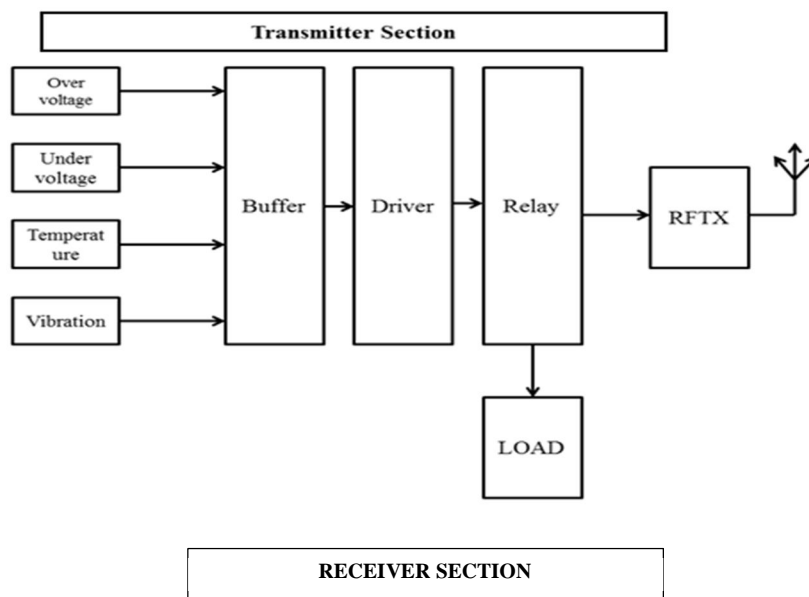 Transmitter Section
Over
voltage
Under
voltage
Temperat
ure
Vibration
Buffer
Driver
Relay
RFTX
LOAD
RECEIVER SECTION